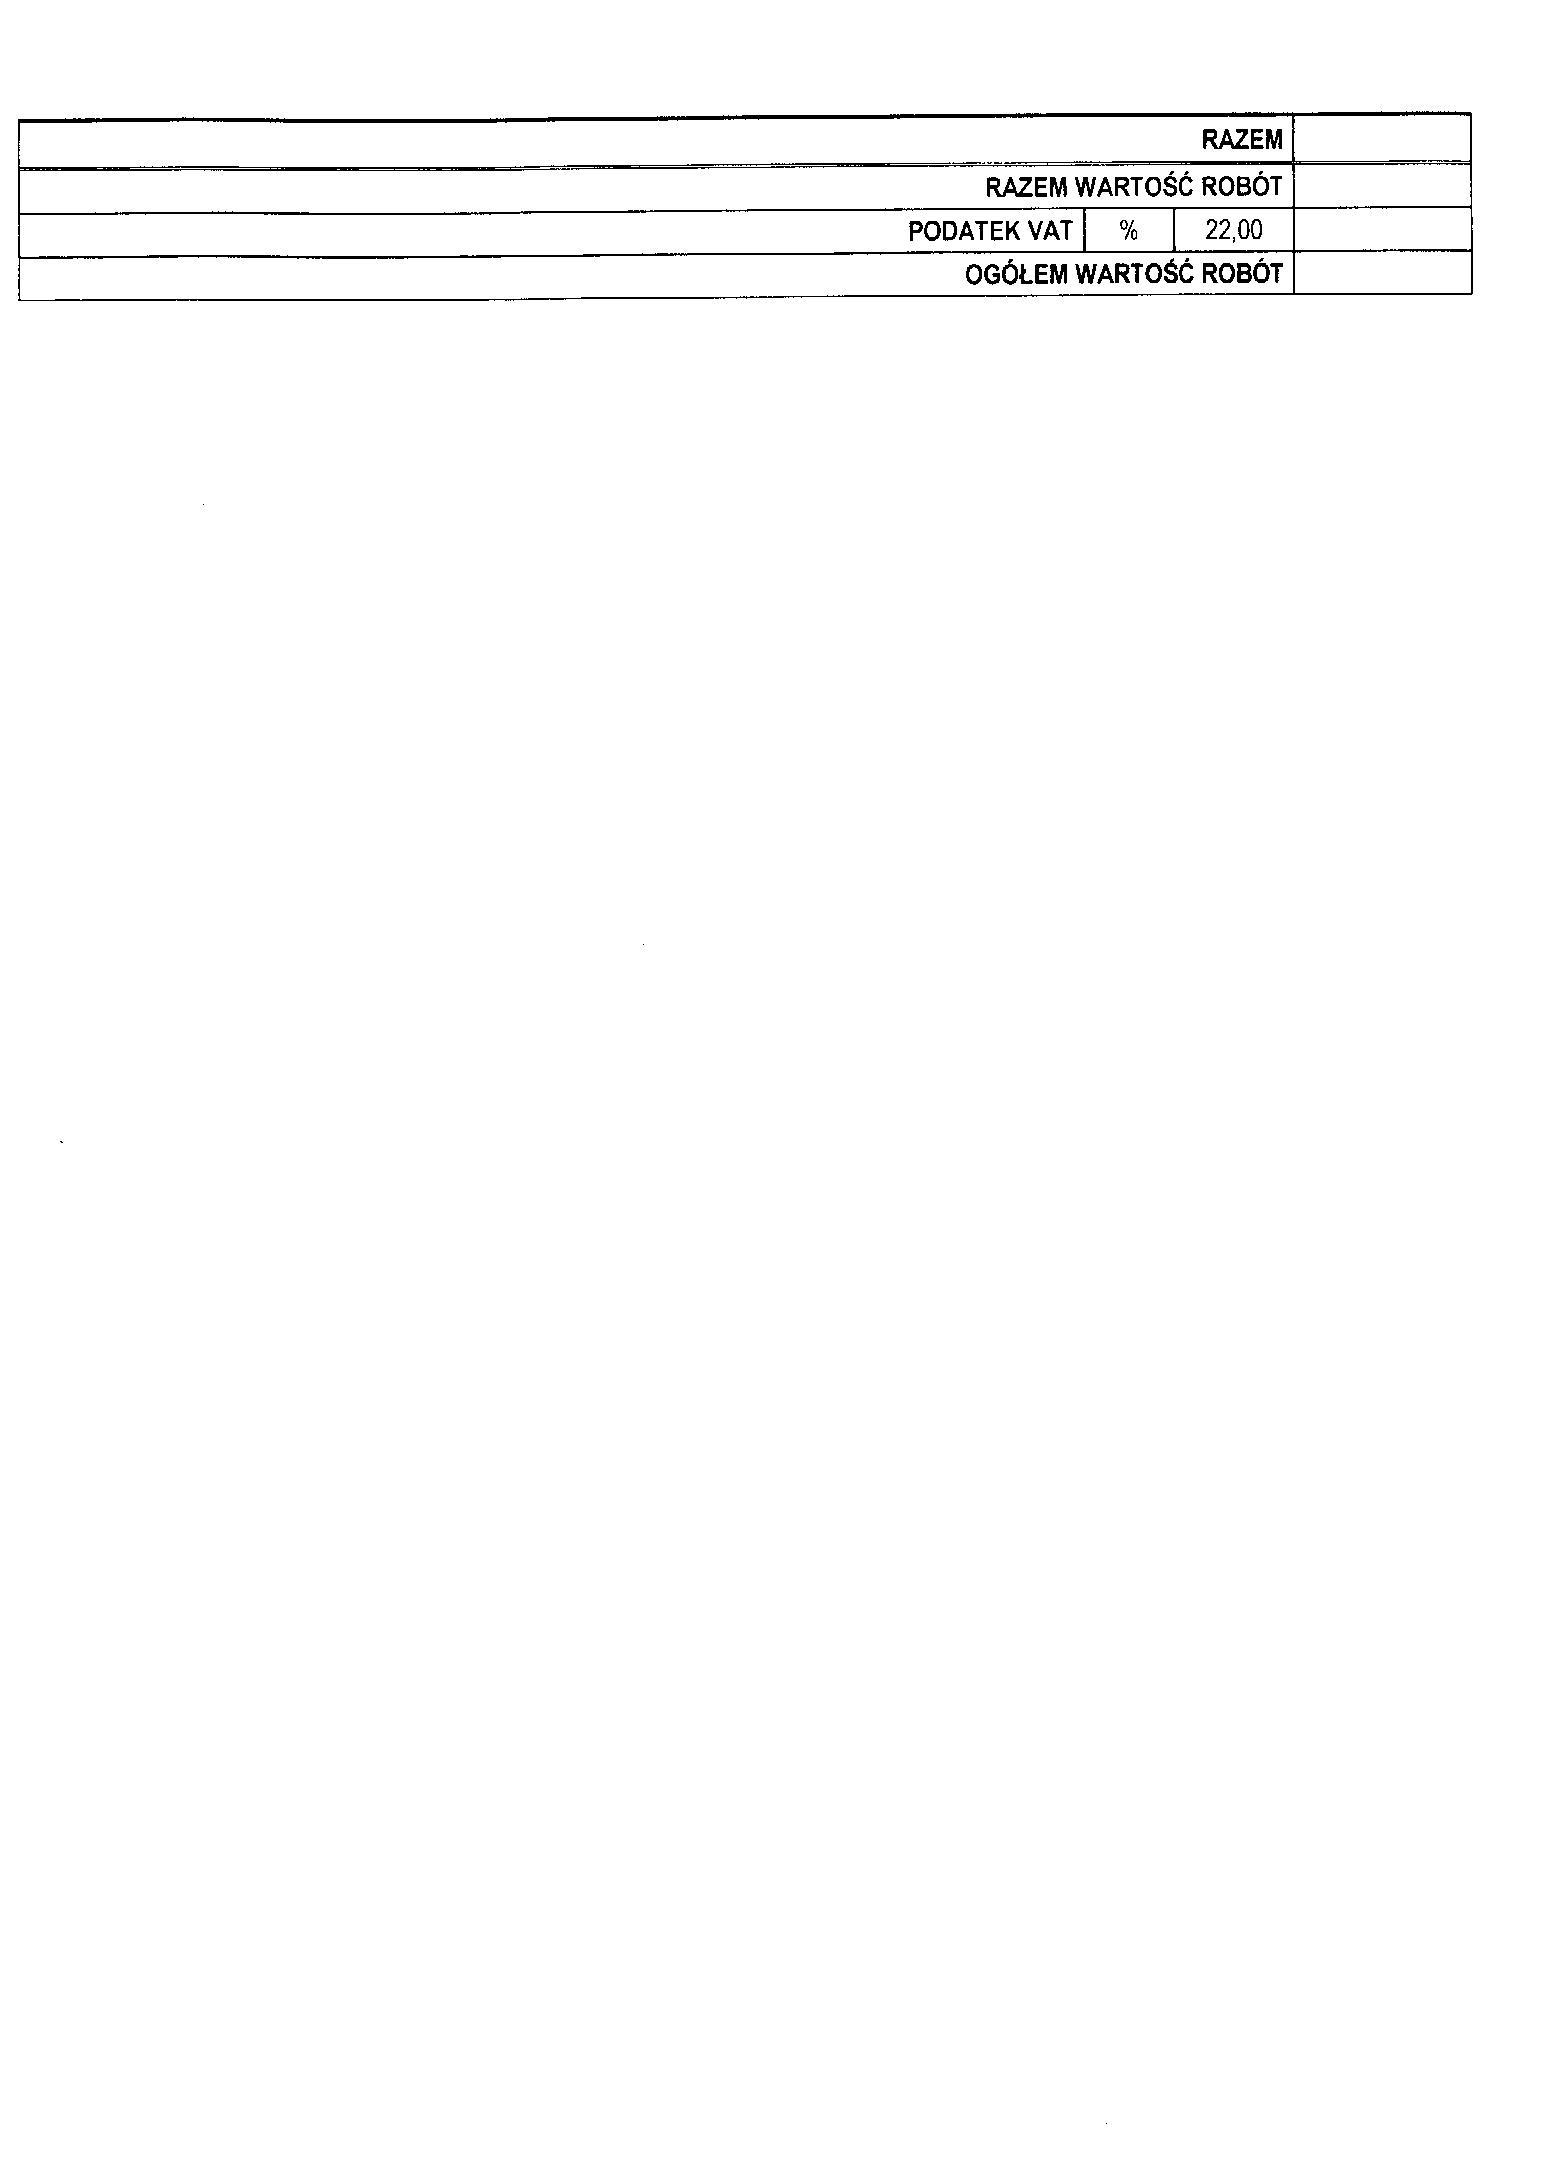 RAZEM
RAZEM WARTOŚĆ ROBÓT
PODATEK VAT % 22,00
OGÓŁEM WARTOŚĆ ROBÓT